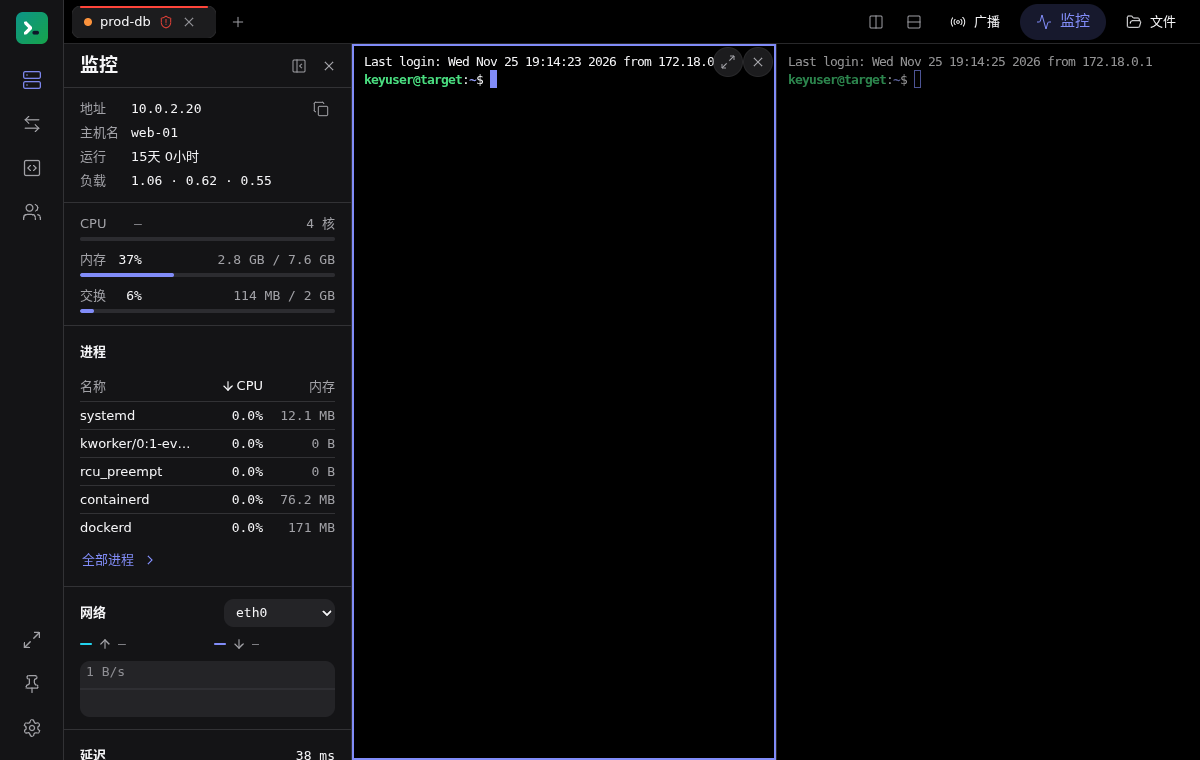 prod-db
广播
监控
文件
监控
地址 10.0.2.20
主机名 web-01
运行 15天 0小时
负载 1.06 · 0.62 · 0.55
CPU — 4 核
内存 37% 2.8 GB / 7.6 GB
交换 6% 114 MB / 2 GB
进程
名称 CPU 内存
systemd 0.0% 12.1 MB
kworker/0:1-ev… 0.0% 0 B
rcu_preempt 0.0% 0 B
containerd 0.0% 76.2 MB
dockerd 0.0% 171 MB
全部进程
网络 eth0
— —
1 B/s
延迟 38 ms
Last login: Wed Nov 25 19:14:23 2026 from 172.18.0
keyuser@target:~$
Last login: Wed Nov 25 19:14:25 2026 from 172.18.0.1
keyuser@target:~$